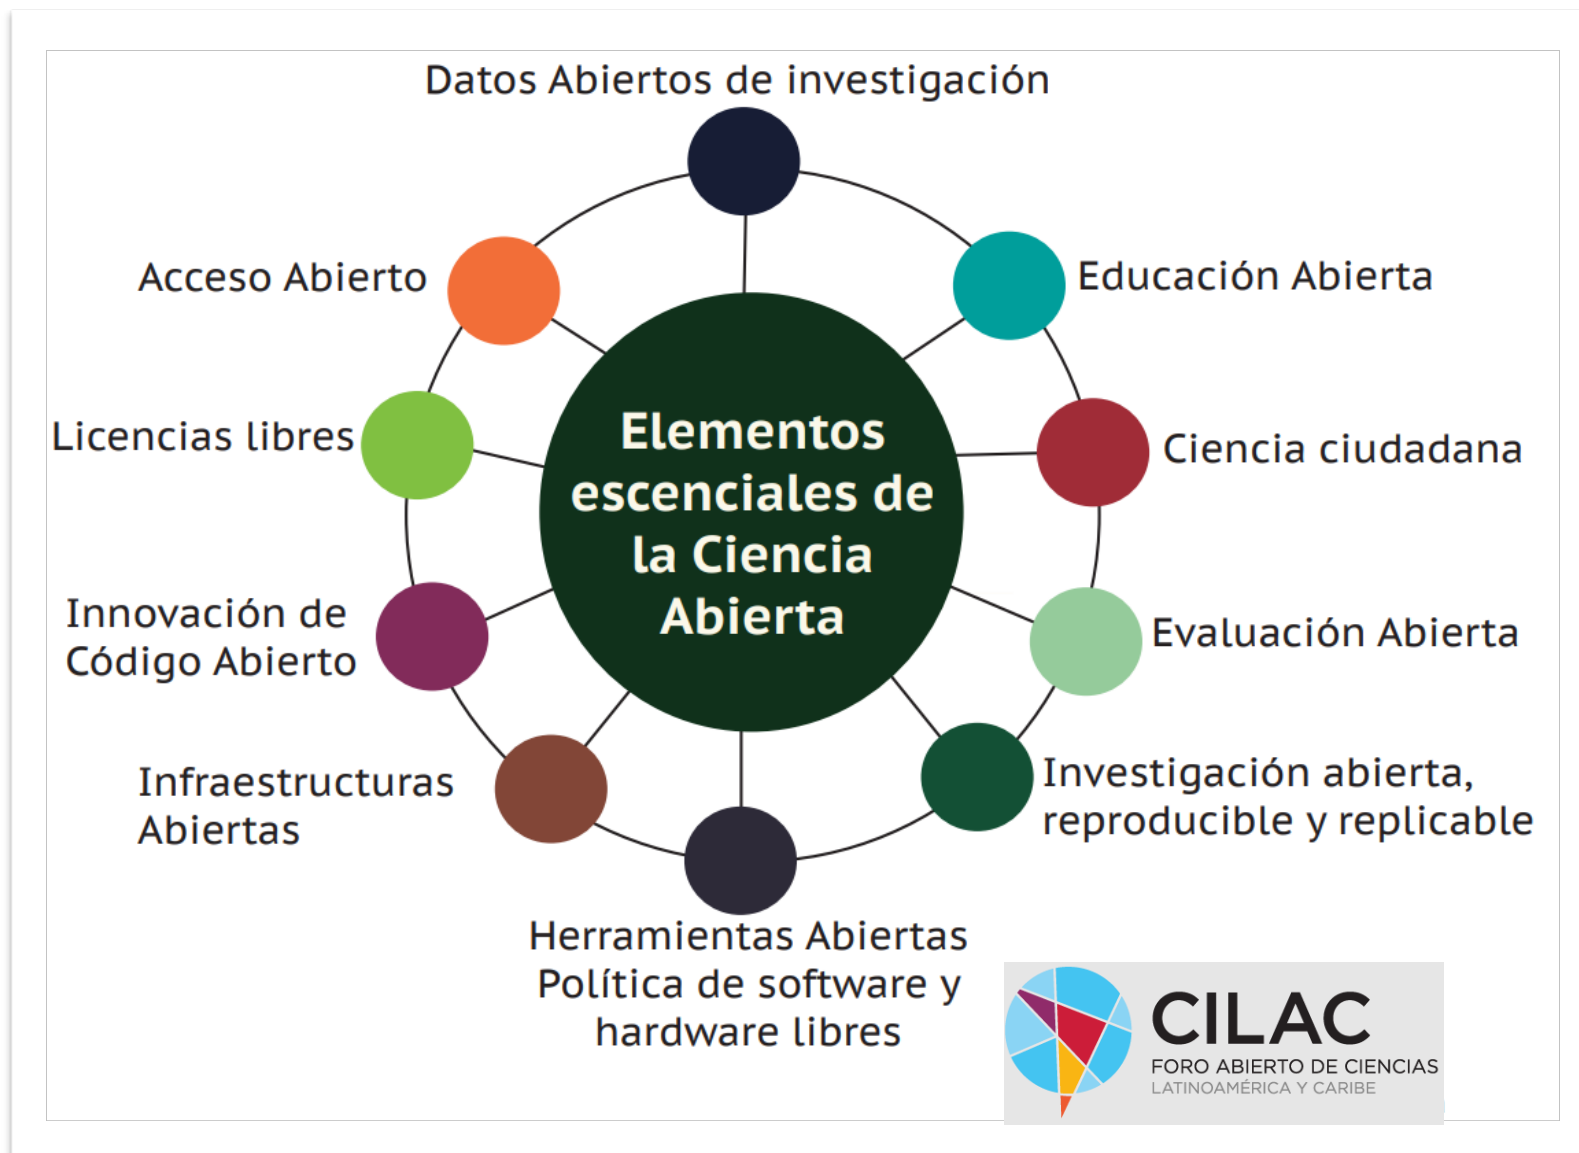 Datos Abiertos de investigación
Acceso Abierto
Educación Abierta
Licencias libres
Ciencia ciudadana
Elementos
escenciales de
la Ciencia
Abierta
Innovación de
Código Abierto
Evaluación Abierta
Infraestructuras
Abiertas
Investigación abierta,
reproducible y replicable
Herramientas Abiertas
Política de software y
hardware libres
CILAC
FORO ABIERTO DE CIENCIAS
LATINOAMÉRICA Y CARIBE